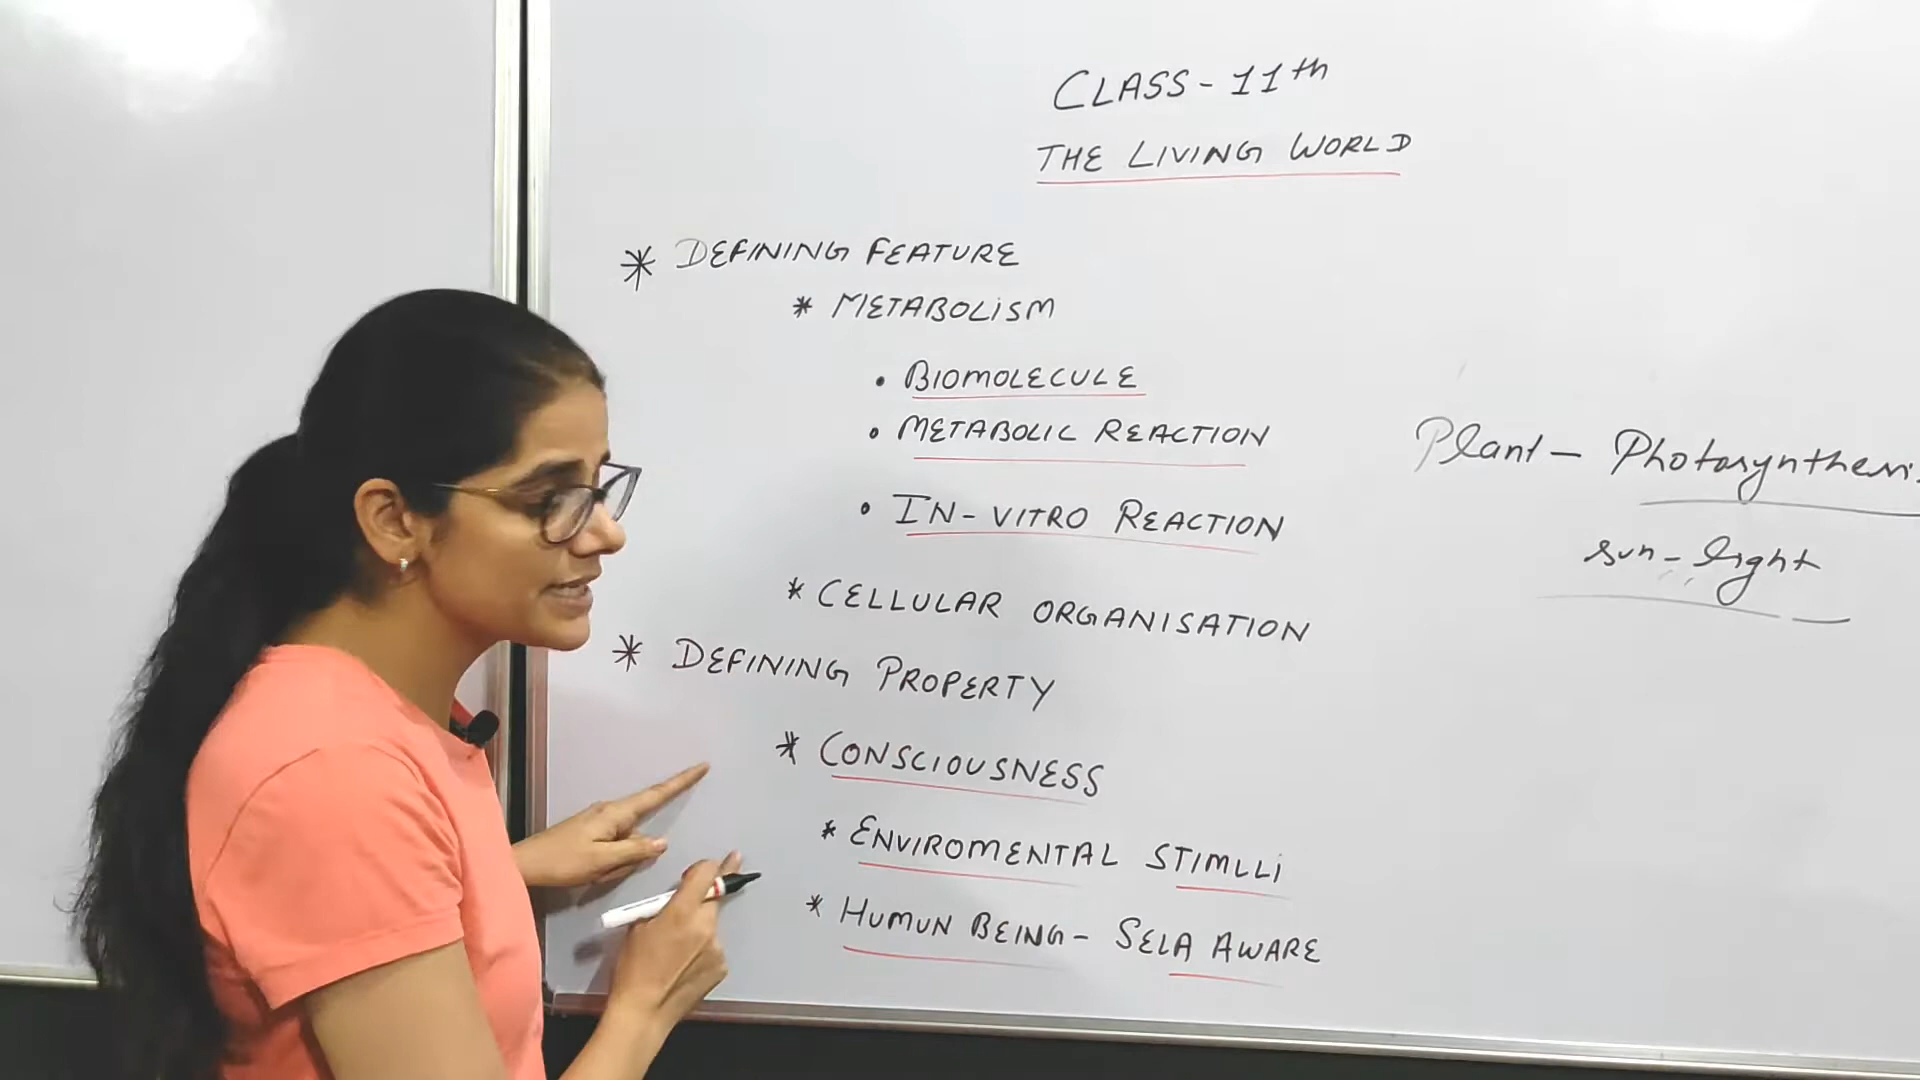 CLASS-11th
THE LIVING WORLD
* DEFINING FEATURE
* METABOLISM
• BIOMOLECULE
• METABOLIC REACTION
• IN-VITRO REACTION
* CELLULAR ORGANISATION
* DEFINING PROPERTY
* CONSCIOUSNESS
* ENVIROMENTAL STIMLLi
* HUMUN BEING- SELA AWARE
Plant- Photosynthesis
sun-light